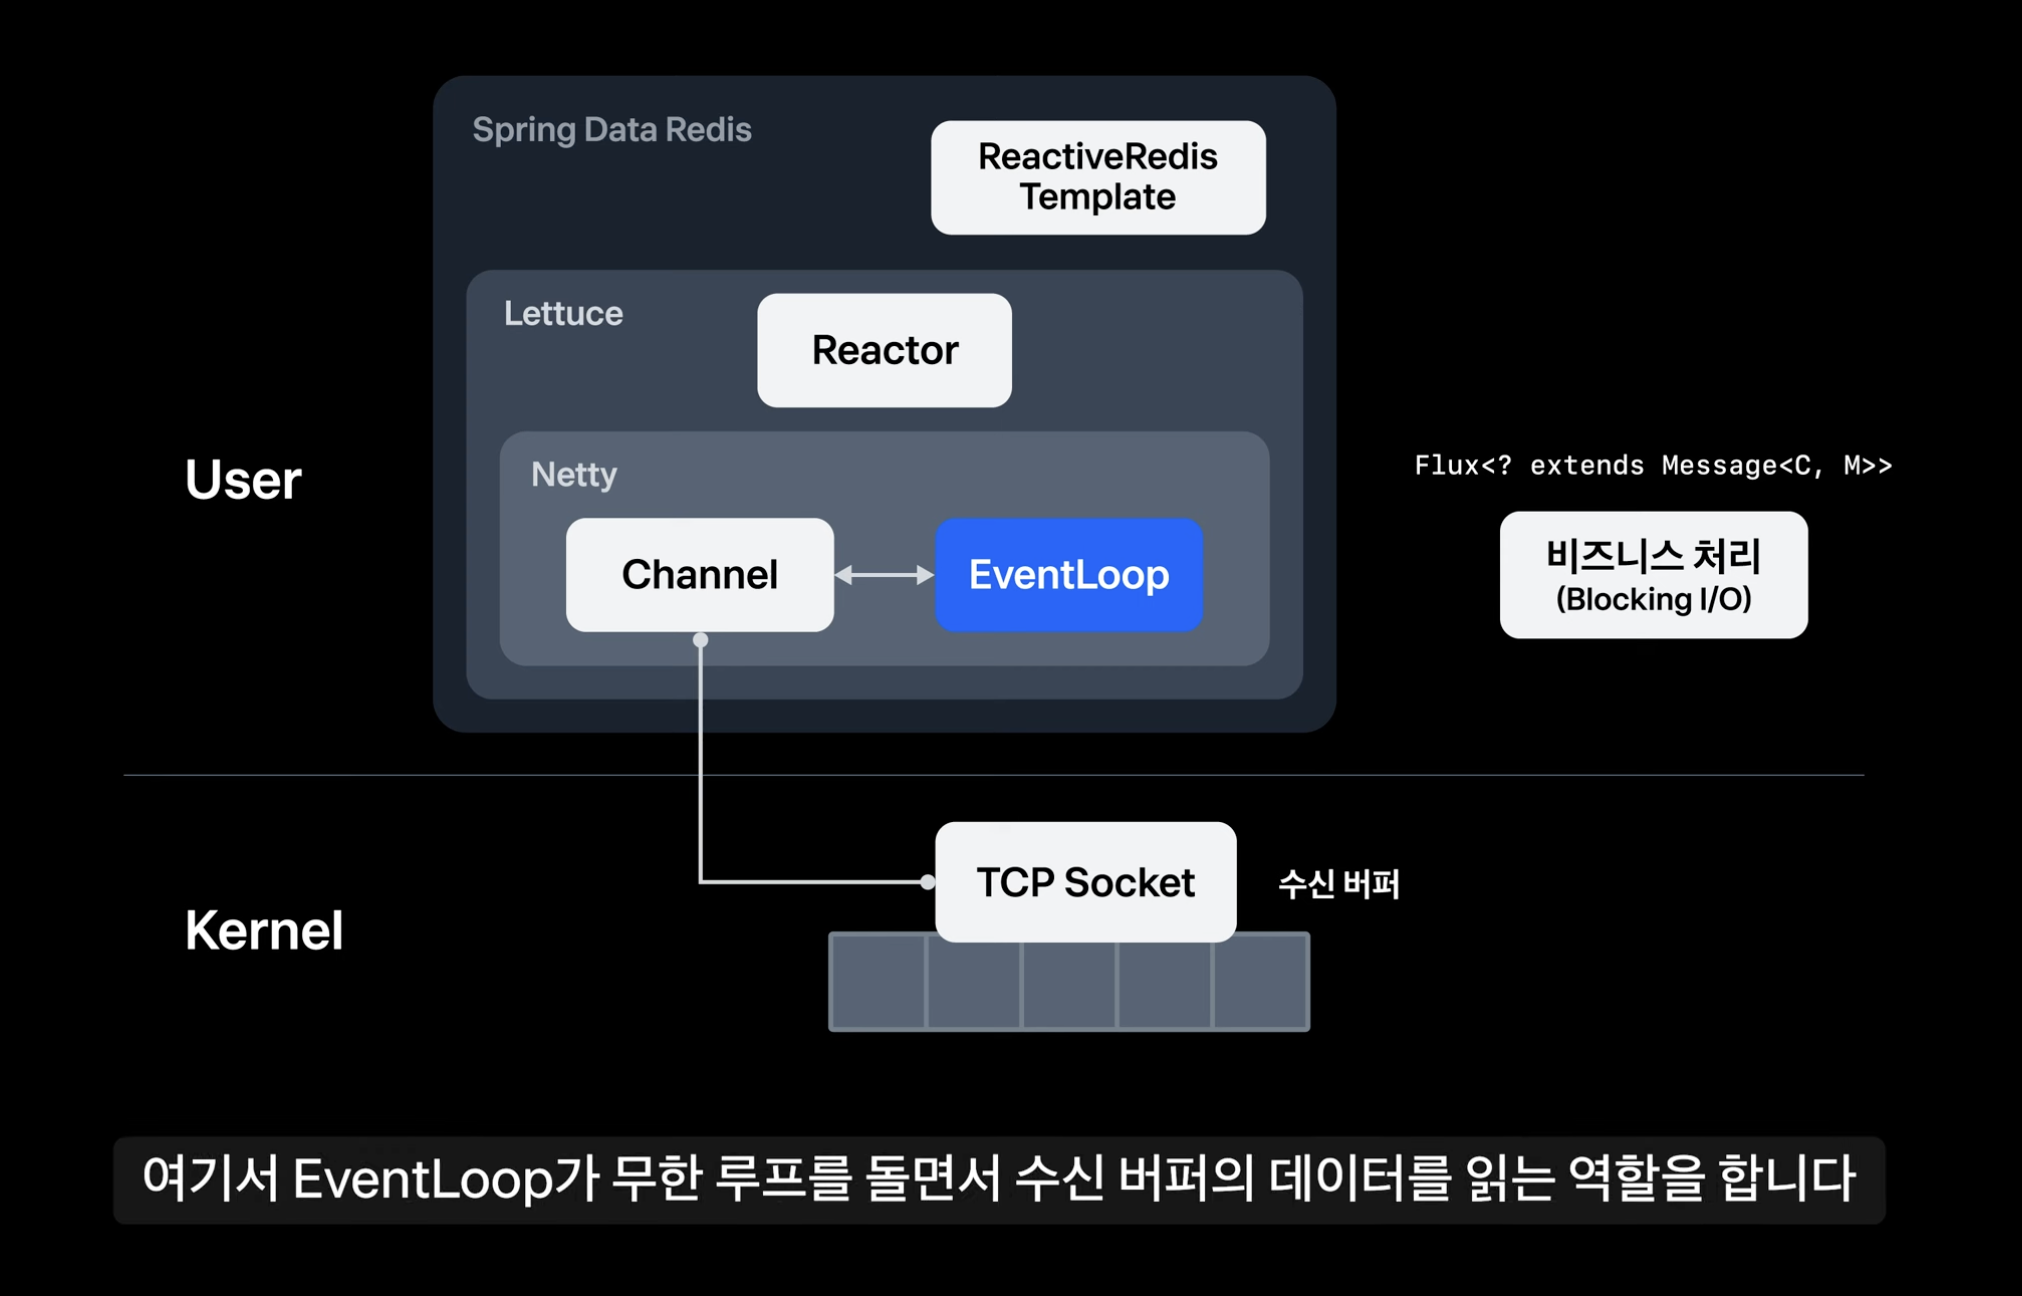 Spring Data Redis
ReactiveRedis
Template
Lettuce
Reactor
User
Netty
Channel
EventLoop
Flux<? extends Message<C, M>>
비즈니스 처리
(Blocking I/O)
Kernel
TCP Socket
수신 버퍼
여기서 EventLoop가 무한 루프를 돌면서 수신 버퍼의 데이터를 읽는 역할을 합니다